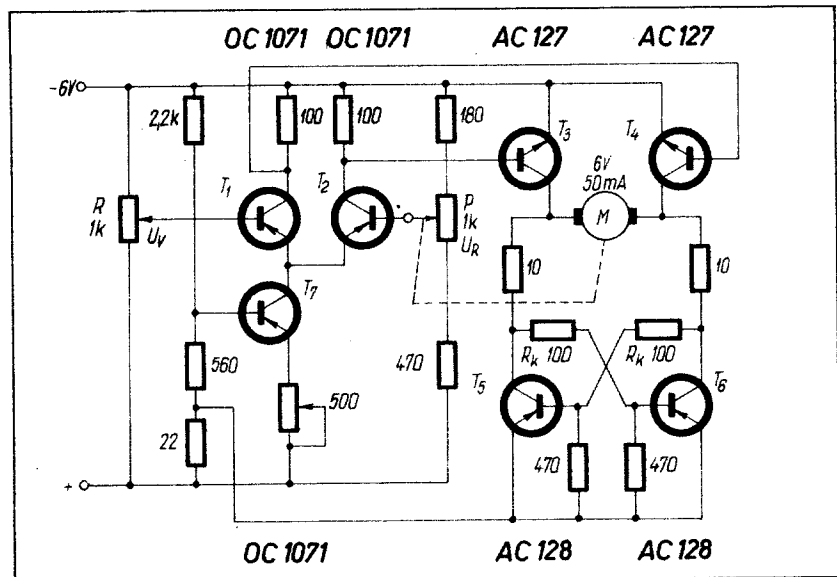 OC 1071 OC 1071 AC 127 AC 127
-6V
2,2k 100 100 180
T3 T4
6V
50mA
M
T1 T2
R
1k
UV
P
1k
UR
10 10
T7
560
500
470
Rk 100 Rk 100
T5 T6
22
470 470
+
OC 1071 AC 128 AC 128